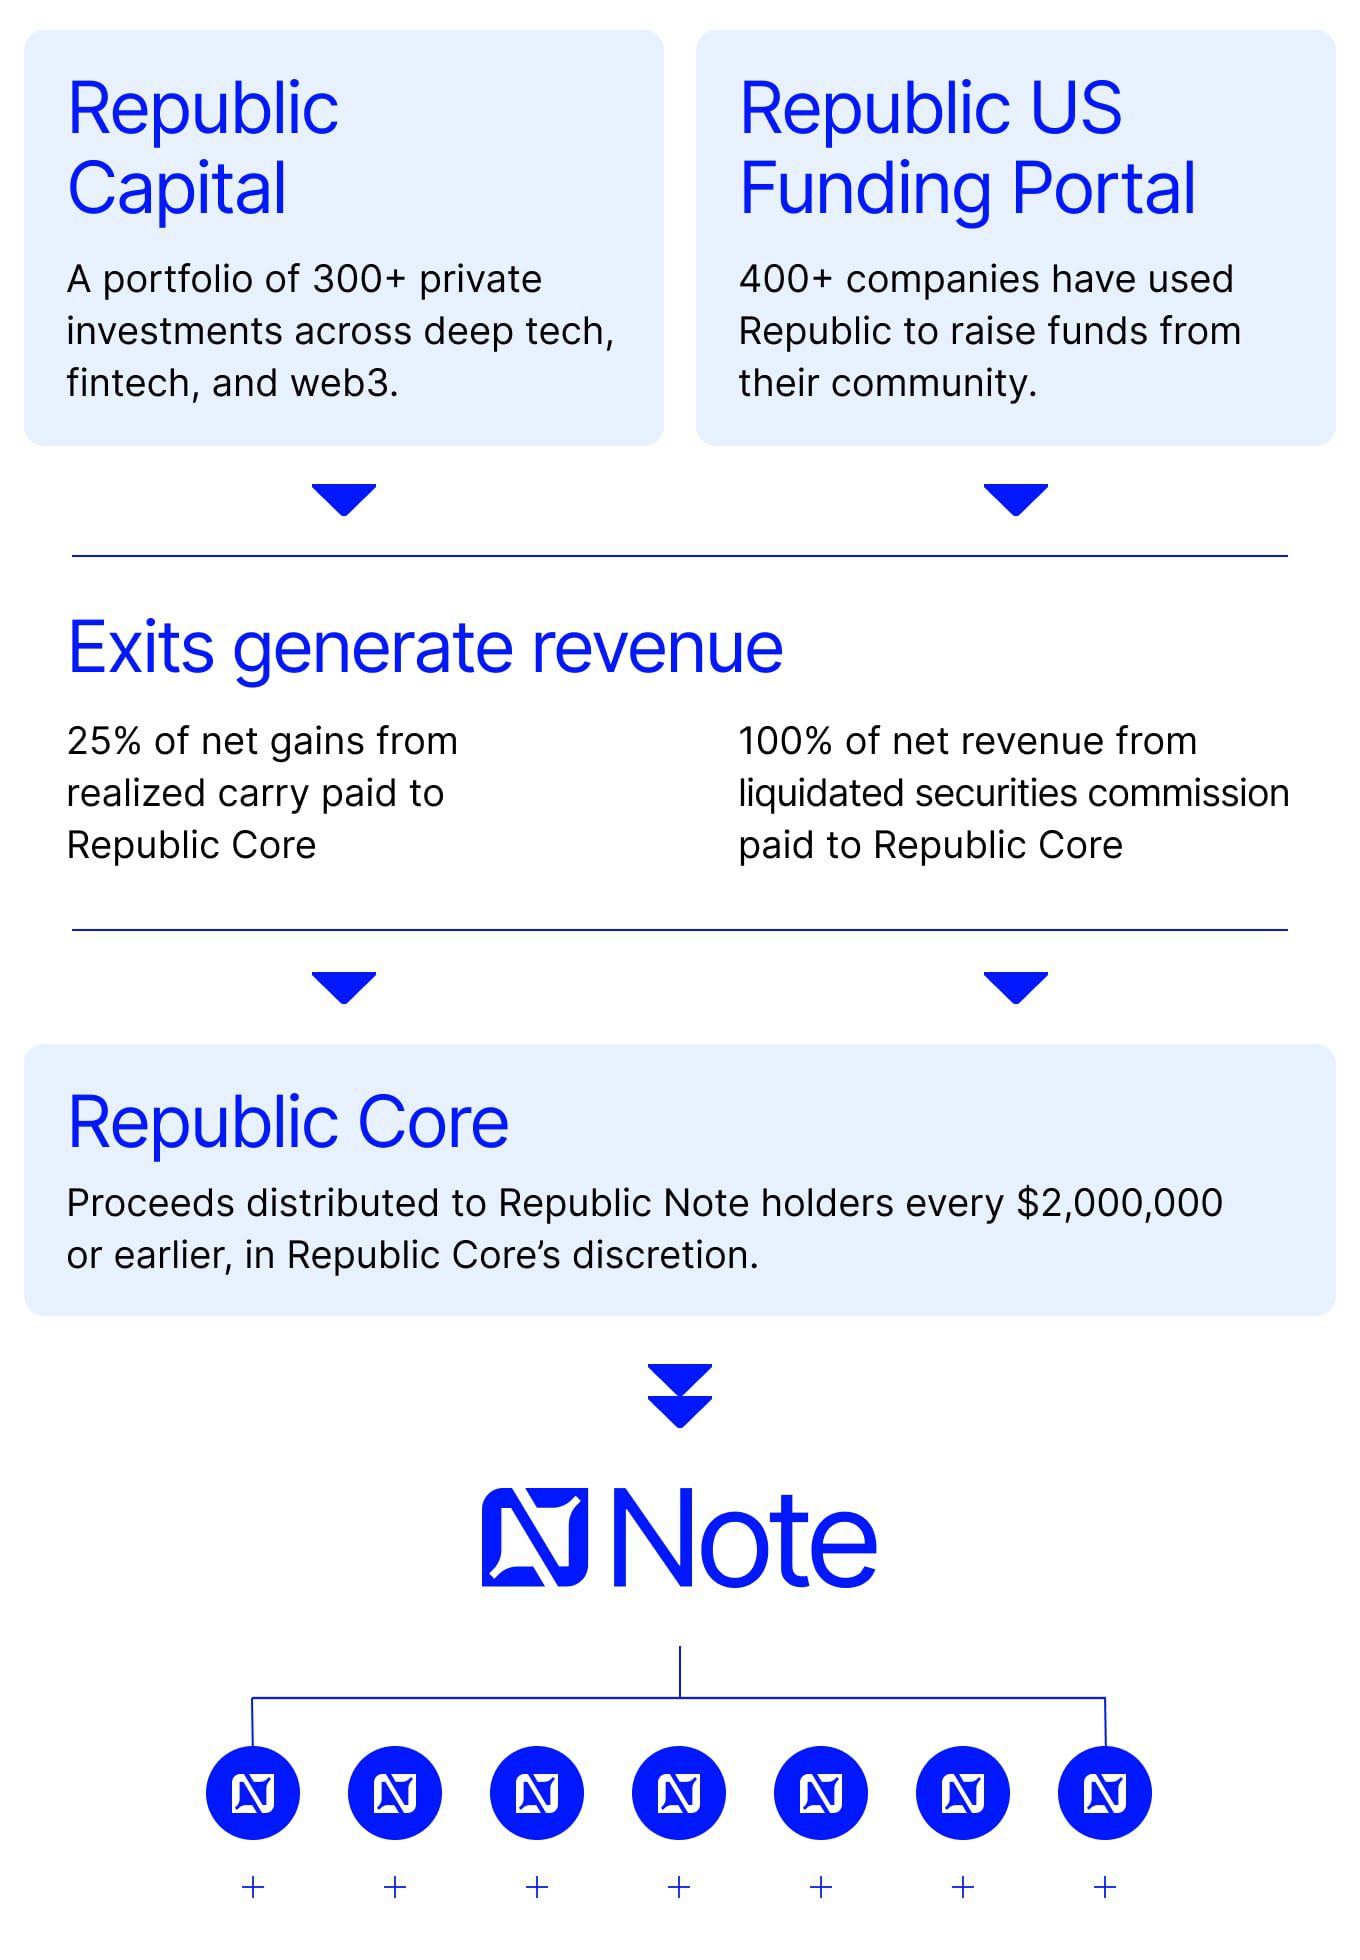 Republic
Capital
A portfolio of 300+ private
investments across deep tech,
fintech, and web3.
Republic US
Funding Portal
400+ companies have used
Republic to raise funds from
their community.
Exits generate revenue
25% of net gains from
realized carry paid to
Republic Core
100% of net revenue from
liquidated securities commission
paid to Republic Core
Republic Core
Proceeds distributed to Republic Note holders every $2,000,000
or earlier, in Republic Core’s discretion.
Note